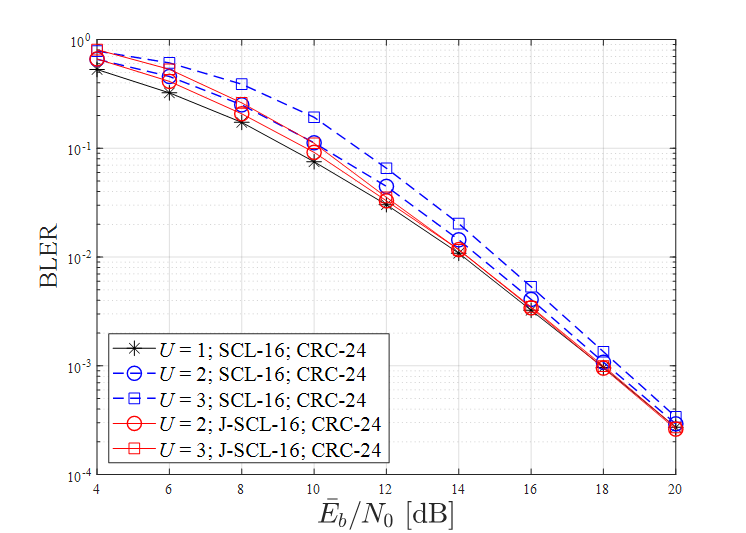 10^0
10^-1
10^-2
10^-3
10^-4
BLER
U = 1; SCL-16; CRC-24
U = 2; SCL-16; CRC-24
U = 3; SCL-16; CRC-24
U = 2; J-SCL-16; CRC-24
U = 3; J-SCL-16; CRC-24
4 6 8 10 12 14 16 18 20
Ē_b/N_0 [dB]